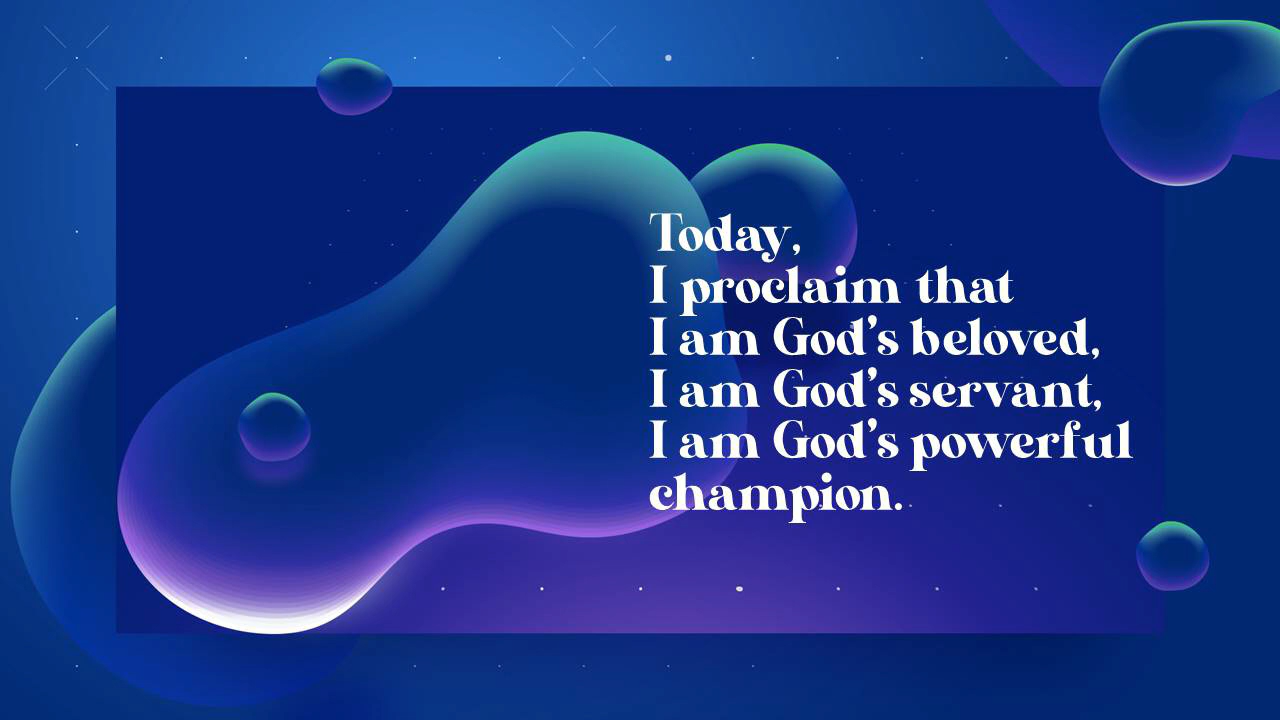 Today,
I proclaim that
I am God's beloved,
I am God's servant,
I am God's powerful
champion.